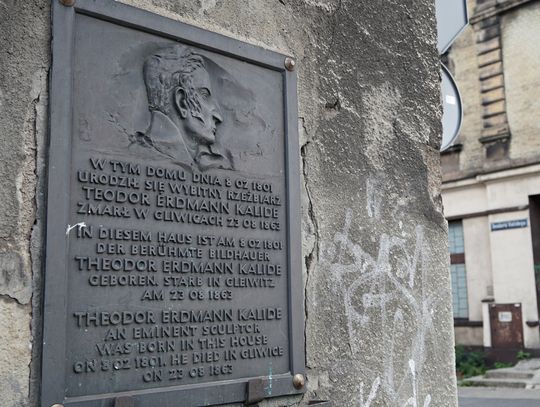 W TYM DOMU DNIA 8 02 1801
URODZIŁ SIĘ WYBITNY RZEŹBIARZ
TEODOR ERDMANN KALIDE
ZMARŁ W GLIWICACH 23 08 1863
IN DIESEM HAUS IST AM 8 02 1801
DER BERÜHMTE BILDHAUER
THEODOR ERDMANN KALIDE
GEBOREN. STARB IN GLEIWITZ
AM 23 08 1863
THEODOR ERDMANN KALIDE
AN EMINENT SCULPTOR
WAS BORN IN THIS HOUSE
ON 8 02 1801. HE DIED IN GLIWICE
ON 23 08 1863